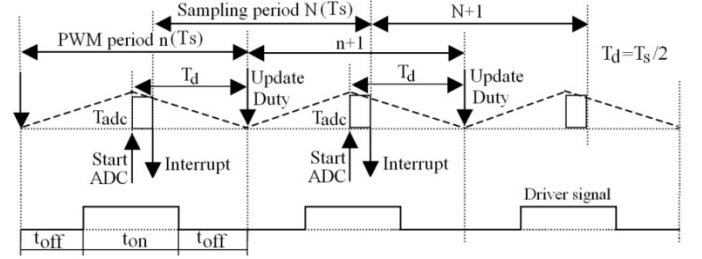 Sampling period N(Ts)
N+1
PWM period n(Ts)
n+1
Td=Ts/2
Td
Update
Duty
Td
Update
Duty
Tadc
Tadc
Start
ADC
Interrupt
Start
ADC
Interrupt
Driver signal
toff
ton
toff